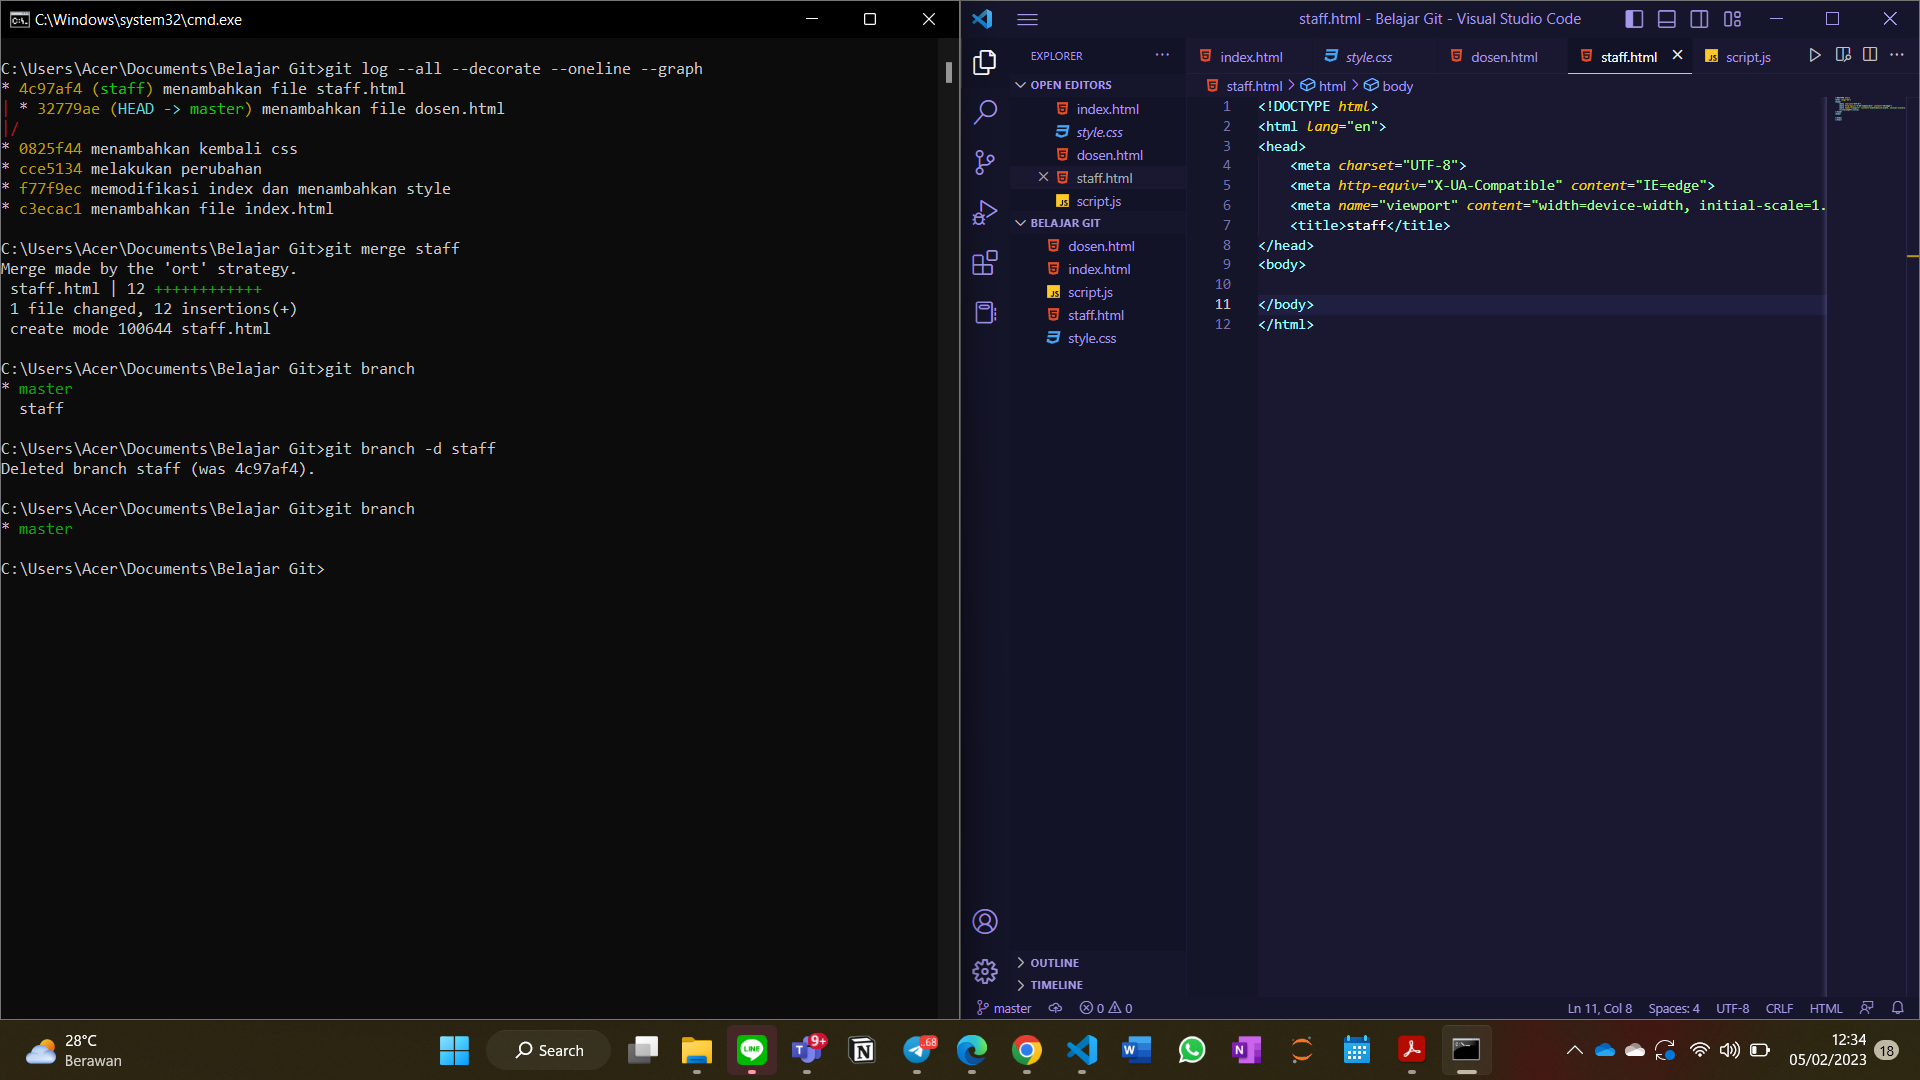 C:\Windows\system32\cmd.exe
C:\Users\Acer\Documents\Belajar Git>git log --all --decorate --oneline --graph
* 4c97af4 (staff) menambahkan file staff.html
| * 32779ae (HEAD -> master) menambahkan file dosen.html
|/
* 0825f44 menambahkan kembali css
* cce5134 melakukan perubahan
* f77f9ec memodifikasi index dan menambahkan style
* c3ecac1 menambahkan file index.html
C:\Users\Acer\Documents\Belajar Git>git merge staff
Merge made by the 'ort' strategy.
staff.html | 12 ++++++++++++
1 file changed, 12 insertions(+)
create mode 100644 staff.html
C:\Users\Acer\Documents\Belajar Git>git branch
* master
staff
C:\Users\Acer\Documents\Belajar Git>git branch -d staff
Deleted branch staff (was 4c97af4).
C:\Users\Acer\Documents\Belajar Git>git branch
* master
C:\Users\Acer\Documents\Belajar Git>
staff.html - Belajar Git - Visual Studio Code
EXPLORER
OPEN EDITORS
index.html
style.css
dosen.html
staff.html
script.js
BELAJAR GIT
dosen.html
index.html
script.js
staff.html
style.css
OUTLINE
TIMELINE
index.html style.css dosen.html staff.html script.js
staff.html > html > body
1 <!DOCTYPE html>
2 <html lang="en">
3 <head>
4 <meta charset="UTF-8">
5 <meta http-equiv="X-UA-Compatible" content="IE=edge">
6 <meta name="viewport" content="width=device-width, initial-scale=1.
7 <title>staff</title>
8 </head>
9 <body>
10
11 </body>
12 </html>
master 0 0 Ln 11, Col 8 Spaces: 4 UTF-8 CRLF HTML
28°C
Berawan
Search
LINE
9+
68
12:34
05/02/2023
18